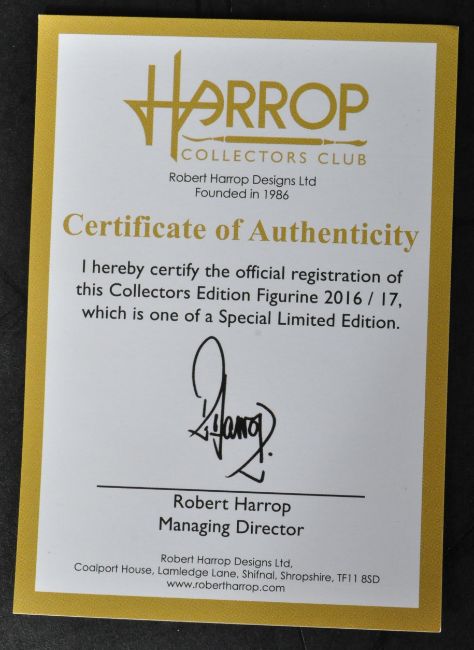 HARROP
COLLECTORS CLUB
Robert Harrop Designs Ltd
Founded in 1986
Certificate of Authenticity
I hereby certify the official registration of
this Collectors Edition Figurine 2016 / 17,
which is one of a Special Limited Edition.
R Harrop.
Robert Harrop
Managing Director
Robert Harrop Designs Ltd,
Coalport House, Lamledge Lane, Shifnal, Shropshire, TF11 8SD
www.robertharrop.com